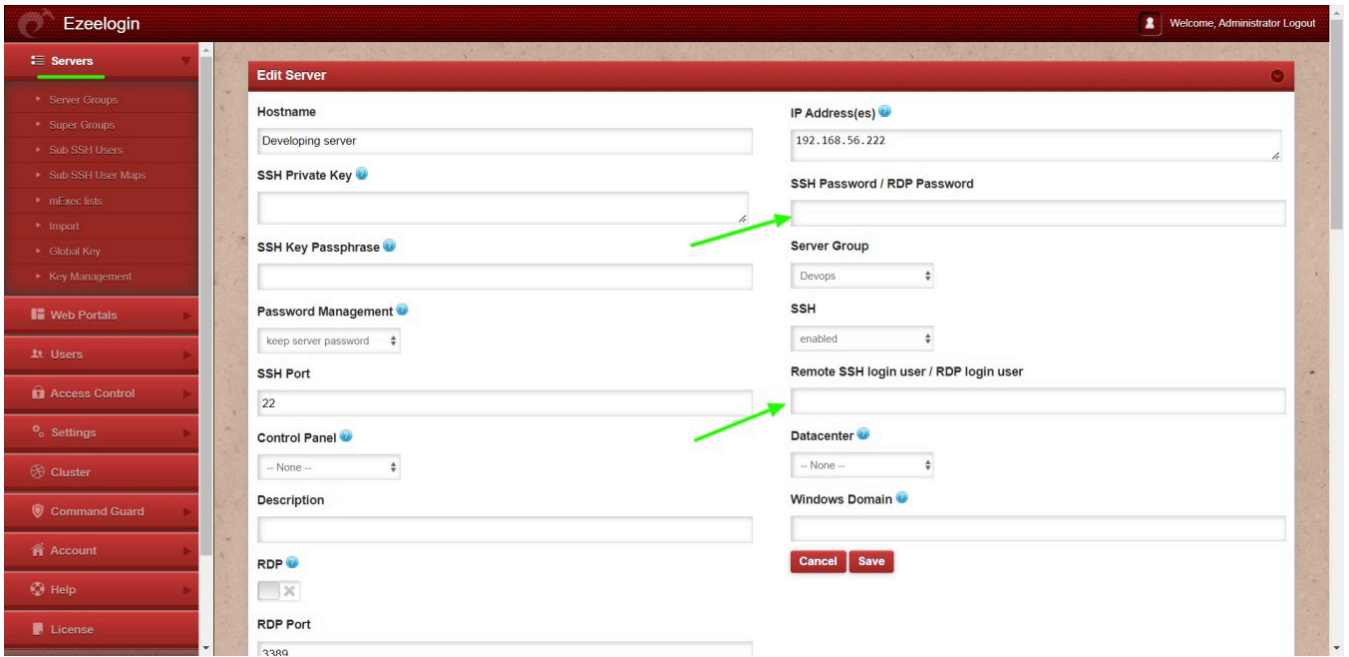 Ezeelogin
Welcome, Administrator Logout
Servers
Server Groups
Super Groups
Sub SSH Users
Sub SSH User Maps
mExec lists
Import
Global Key
Key Management
Web Portals
Users
Access Control
Settings
Cluster
Command Guard
Account
Help
License
Edit Server
Hostname
Developing server
IP Address(es)
192.168.56.222
SSH Private Key
SSH Password / RDP Password
SSH Key Passphrase
Server Group
Devops
Password Management
keep server password
SSH
enabled
SSH Port
22
Remote SSH login user / RDP login user
Control Panel
-- None --
Datacenter
-- None --
Description
Windows Domain
Cancel Save
RDP
RDP Port
3389